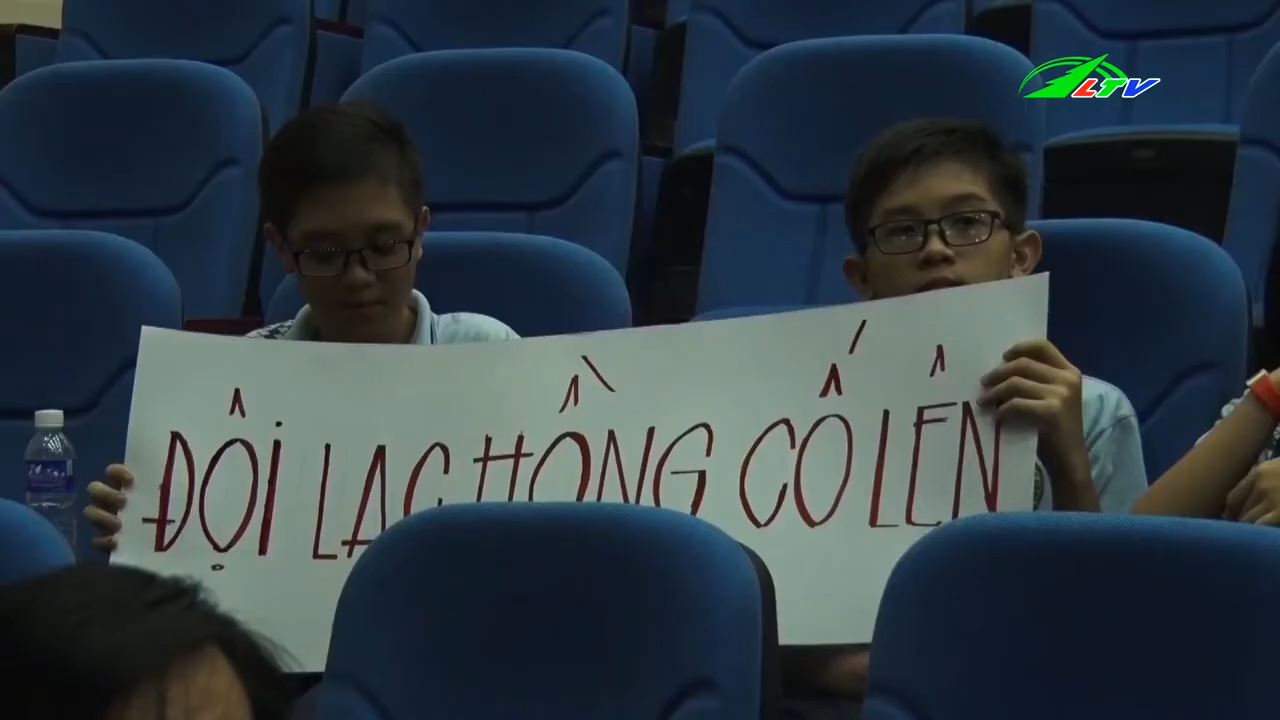 LTV
ĐỘI LẠC HỒNG CỐ LÊN